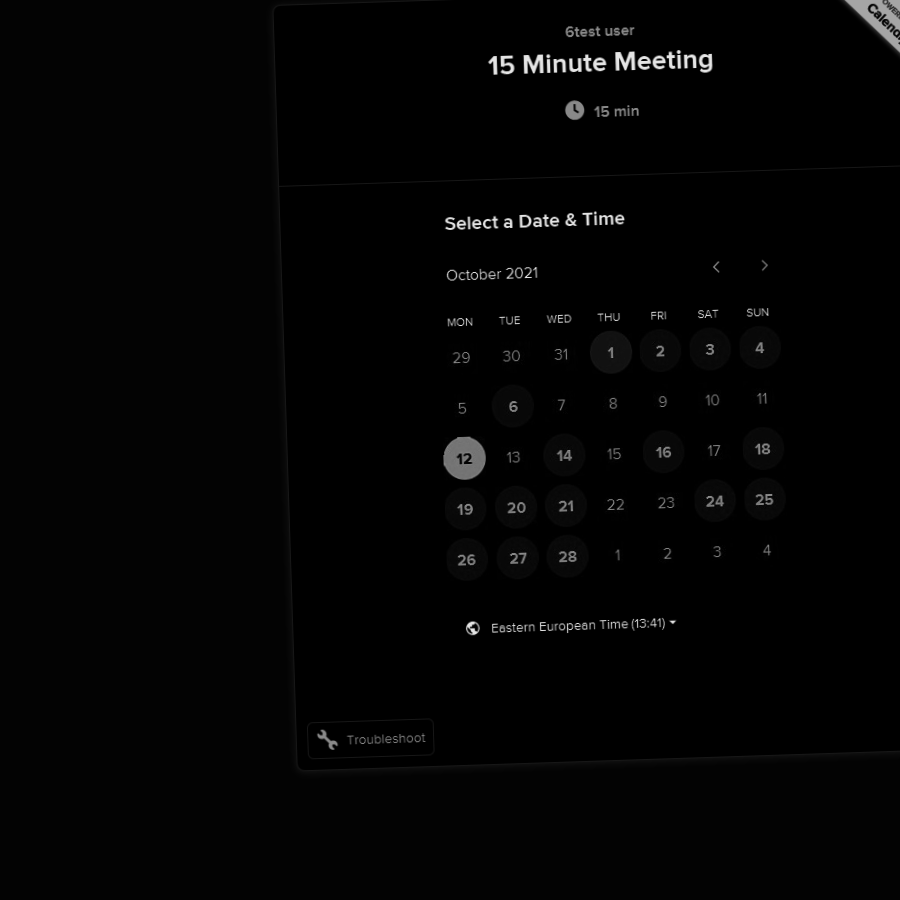 6test user
15 Minute Meeting
15 min
Select a Date & Time
October 2021
MON TUE WED THU FRI SAT SUN
29 30 31 1 2 3 4
5 6 7 8 9 10 11
12 13 14 15 16 17 18
19 20 21 22 23 24 25
26 27 28 1 2 3 4
Eastern European Time (13:41)
Troubleshoot